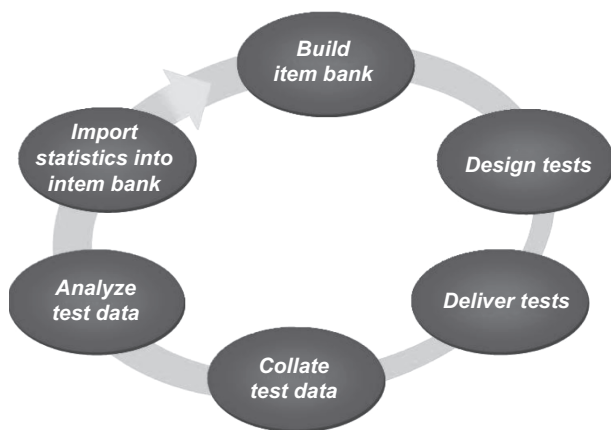 Build
item bank
Design tests
Deliver tests
Collate
test data
Analyze
test data
Import
statistics into
intem bank